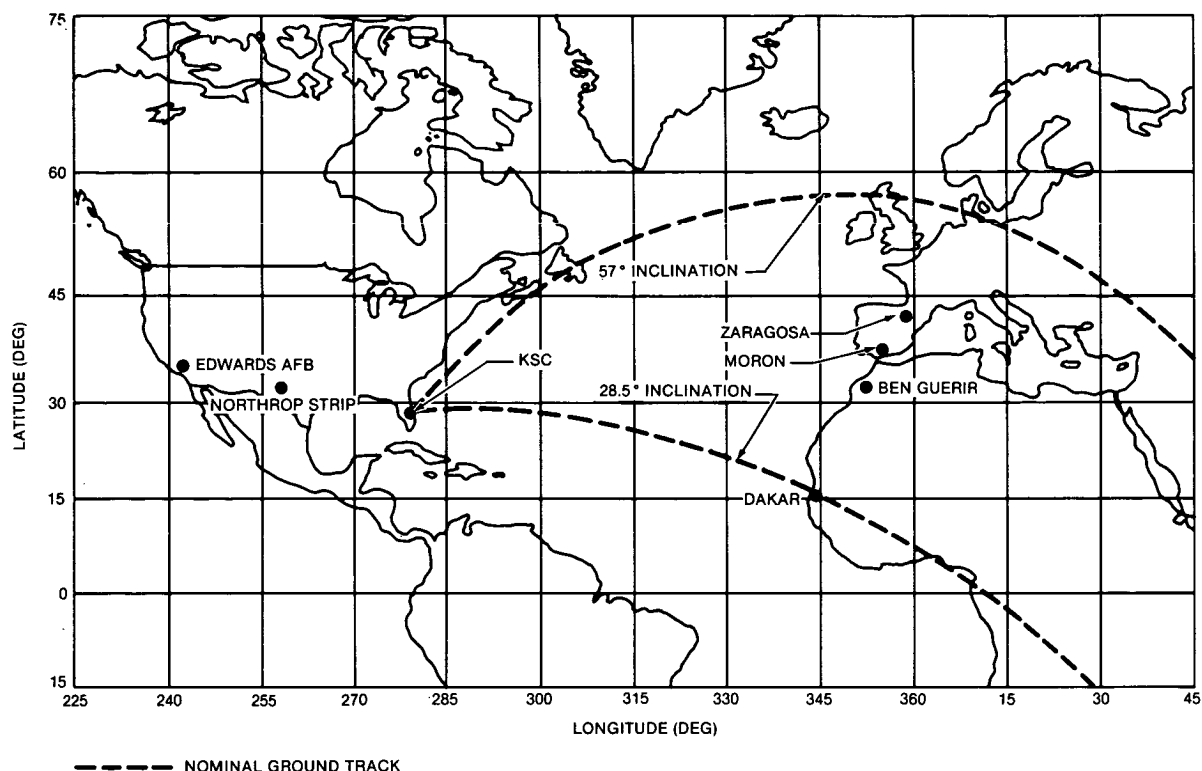 75
60
45
30
15
0
15
LATITUDE (DEG)
57° INCLINATION
ZARAGOSA
MORON
KSC
EDWARDS AFB
28.5° INCLINATION
BEN GUERIR
NORTHROP STRIP
DAKAR
225 240 255 270 285 300 315 330 345 360 15 30 45
LONGITUDE (DEG)
NOMINAL GROUND TRACK